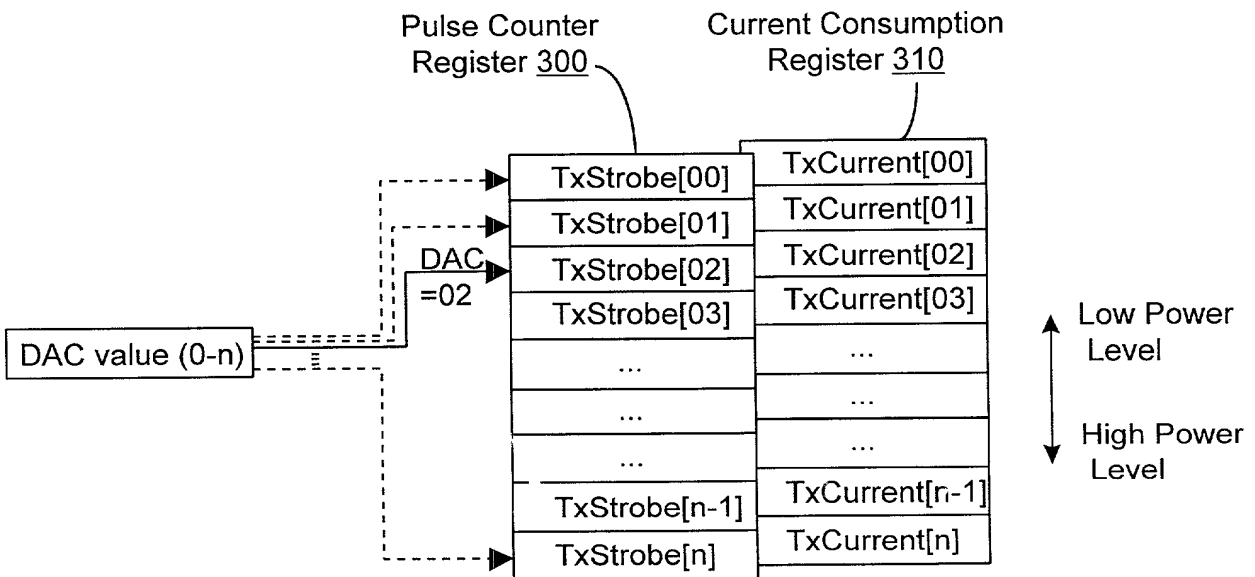 Pulse Counter
Register 300
Current Consumption
Register 310
TxStrobe[00]
TxStrobe[01]
TxStrobe[02]
TxStrobe[03]
...
...
...
TxStrobe[n-1]
TxStrobe[n]
TxCurrent[00]
TxCurrent[01]
TxCurrent[02]
TxCurrent[03]
...
...
...
TxCurrent[n-1]
TxCurrent[n]
DAC
=02
DAC value (0-n)
Low Power
Level
High Power
Level